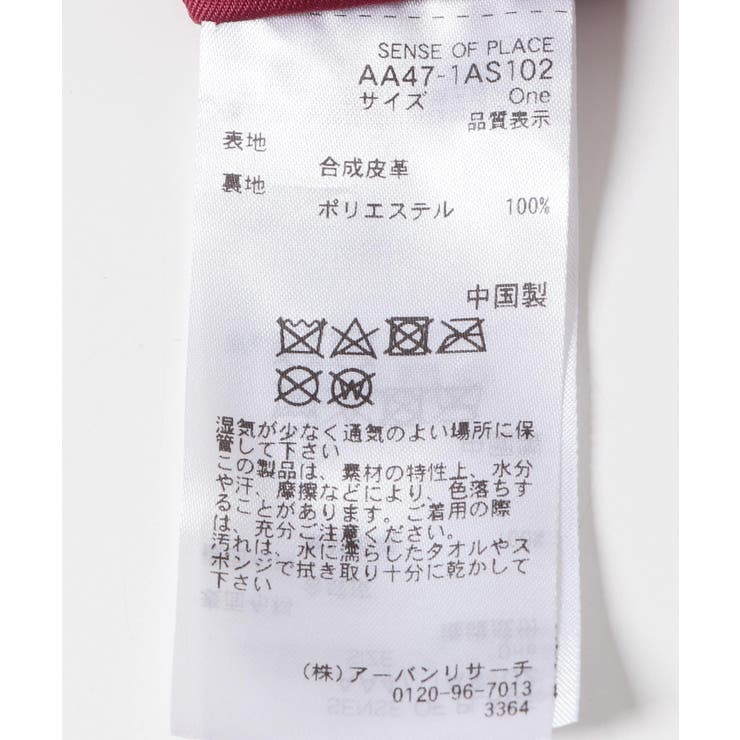 SENSE OF PLACE
AA47-1AS102
サイズ One
品質表示
表地
合成皮革
裏地
ポリエステル 100%
中国製
湿気が少なく通気のよい場所に保
管して下さい
この製品は、素材の特性上、水分
や汗、摩擦などにより、色落ちす
ることがあります。ご着用の際
は、充分ご注意ください。
汚れは、水に濡らしたタオルやス
ポンジで拭き取り十分に乾かして
下さい
(株)アーバンリサーチ
0120-96-7013
3364